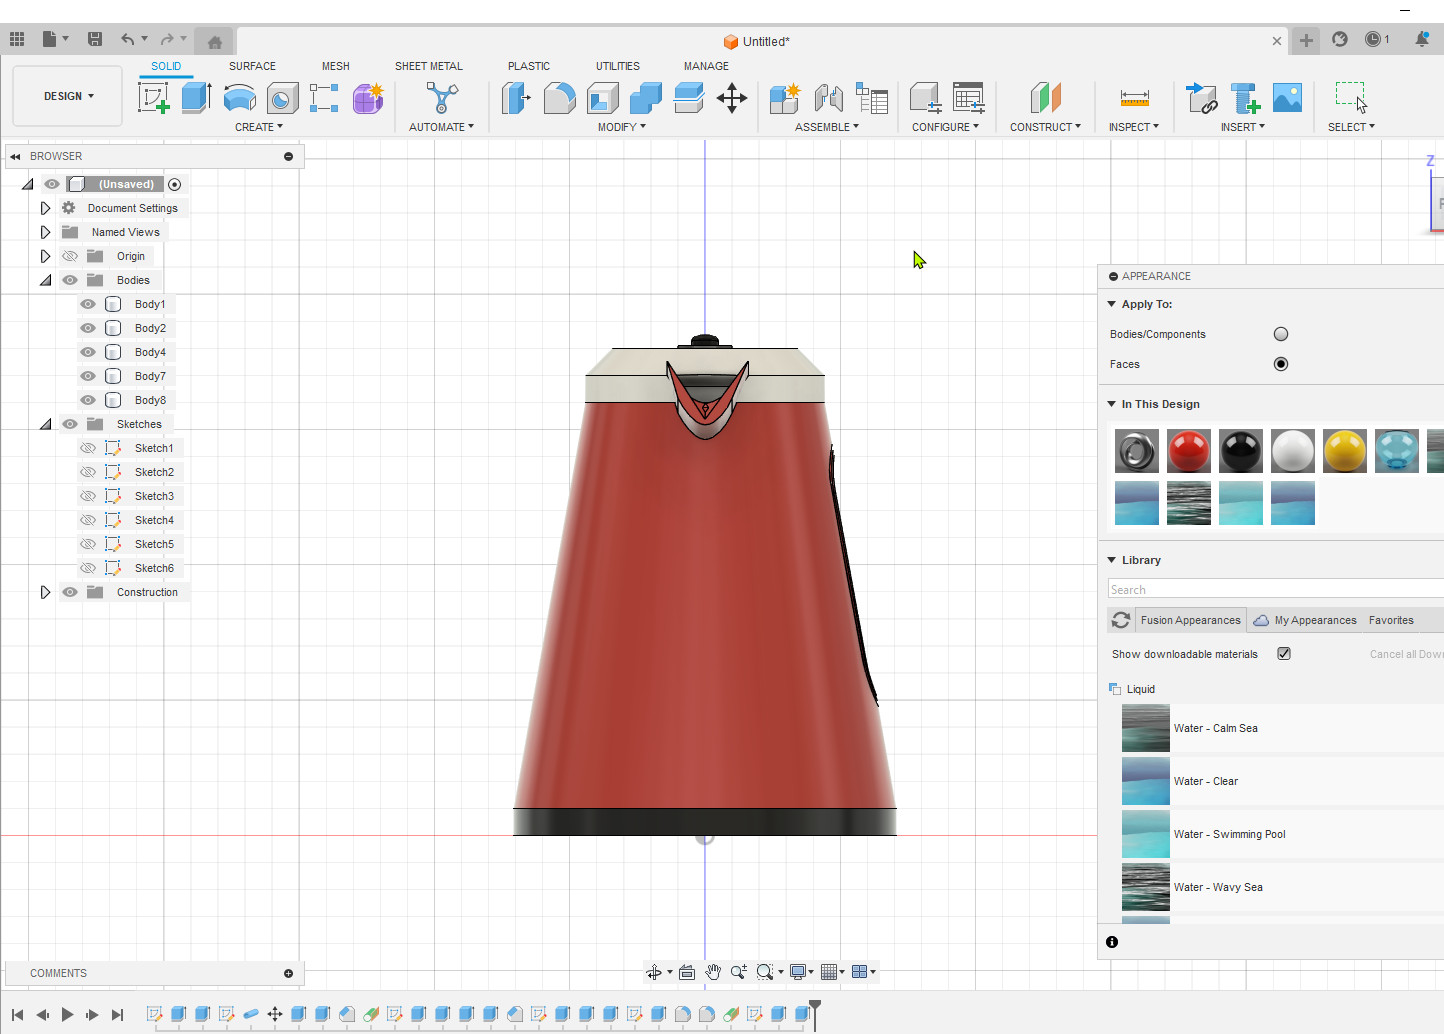 Untitled*
1
SOLID SURFACE MESH SHEET METAL PLASTIC UTILITIES MANAGE
DESIGN
CREATE AUTOMATE MODIFY ASSEMBLE CONFIGURE CONSTRUCT INSPECT INSERT SELECT
BROWSER
(Unsaved)
Document Settings
Named Views
Origin
Bodies
Body1
Body2
Body4
Body7
Body8
Sketches
Sketch1
Sketch2
Sketch3
Sketch4
Sketch5
Sketch6
Construction
COMMENTS
Z
APPEARANCE
Apply To:
Bodies/Components
Faces
In This Design
Library
Search
Fusion Appearances My Appearances Favorites
Show downloadable materials Cancel all Dow
Liquid
Water - Calm Sea
Water - Clear
Water - Swimming Pool
Water - Wavy Sea